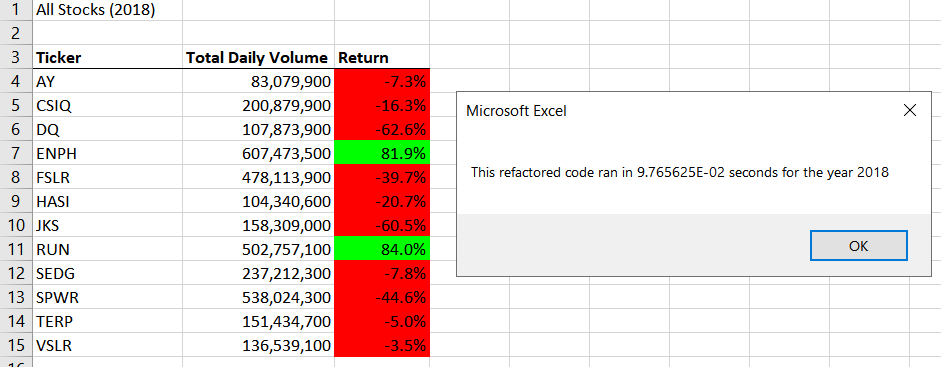 1 All Stocks (2018)
2
3 Ticker Total Daily Volume Return
4 AY 83,079,900 -7.3%
5 CSIQ 200,879,900 -16.3%
6 DQ 107,873,900 -62.6%
7 ENPH 607,473,500 81.9%
8 FSLR 478,113,900 -39.7%
9 HASI 104,340,600 -20.7%
10 JKS 158,309,000 -60.5%
11 RUN 502,757,100 84.0%
12 SEDG 237,212,300 -7.8%
13 SPWR 538,024,300 -44.6%
14 TERP 151,434,700 -5.0%
15 VSLR 136,539,100 -3.5%
Microsoft Excel
This refactored code ran in 9.765625E-02 seconds for the year 2018
OK